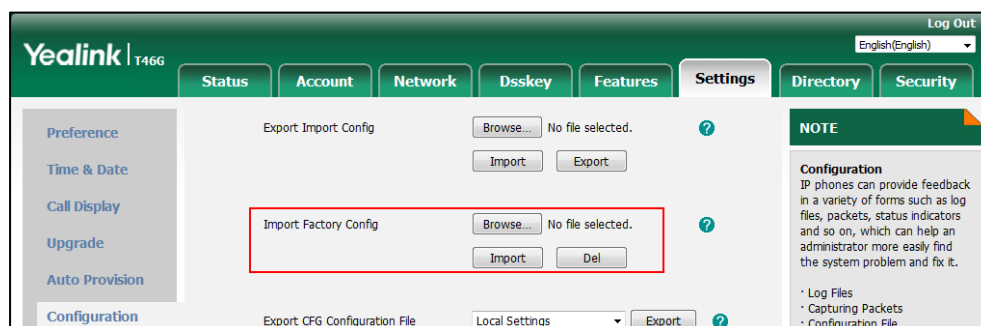 Log Out
Yealink | T46G
English(English)
Status
Account
Network
Dsskey
Features
Settings
Directory
Security
Preference
Time & Date
Call Display
Upgrade
Auto Provision
Configuration
Export Import Config
Browse... No file selected.
Import
Export
Import Factory Config
Browse... No file selected.
Import
Del
Export CFG Configuration File
Local Settings
Export
NOTE
Configuration
IP phones can provide feedback
in a variety of forms such as log
files, packets, status indicators
and so on, which can help an
administrator more easily find
the system problem and fix it.
· Log Files
· Capturing Packets
· Configuration File